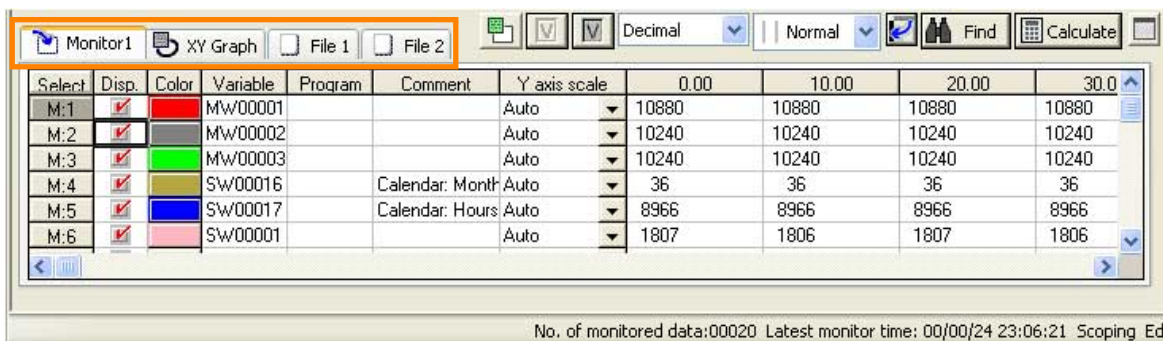 Monitor1 XY Graph File 1 File 2 V V Decimal Normal Find Calculate
Select Disp. Color Variable Program Comment Y axis scale 0.00 10.00 20.00 30.0
M:1 MW00001 Auto 10880 10880 10880 10880
M:2 MW00002 Auto 10240 10240 10240 10240
M:3 MW00003 Auto 10240 10240 10240 10240
M:4 SW00016 Calendar: Month Auto 36 36 36 36
M:5 SW00017 Calendar: Hours Auto 8966 8966 8966 8966
M:6 SW00001 Auto 1807 1806 1807 1806
No. of monitored data:00020 Latest monitor time: 00/00/24 23:06:21 Scoping Ed